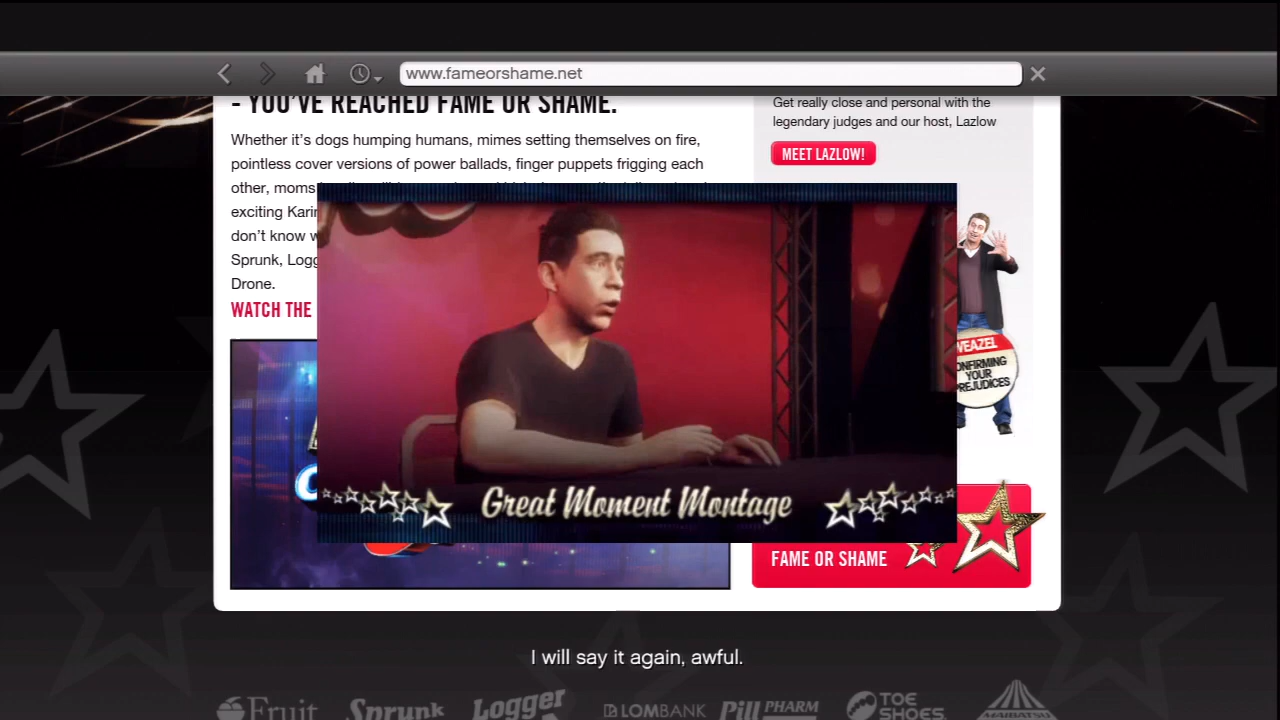 www.fameorshame.net
- YOU'VE REACHED FAME OR SHAME.
Whether it's dogs humping humans, mimes setting themselves on fire,
pointless cover versions of power ballads, finger puppets frigging each
other, moms
exciting
don't know
Sprunk,
Drone.
WATCH THE
Get really close and personal with the
legendary judges and our host, Lazlow
MEET LAZLOW!
WEAZEL
CONFIRMING
YOUR
PREJUDICES
Great Moment Montage
FAME OR SHAME
I will say it again, awful.
Fruit
Sprunk
Logger
LOMBANK
Pill PHARM
TOE
SHOES
MAIBATSU